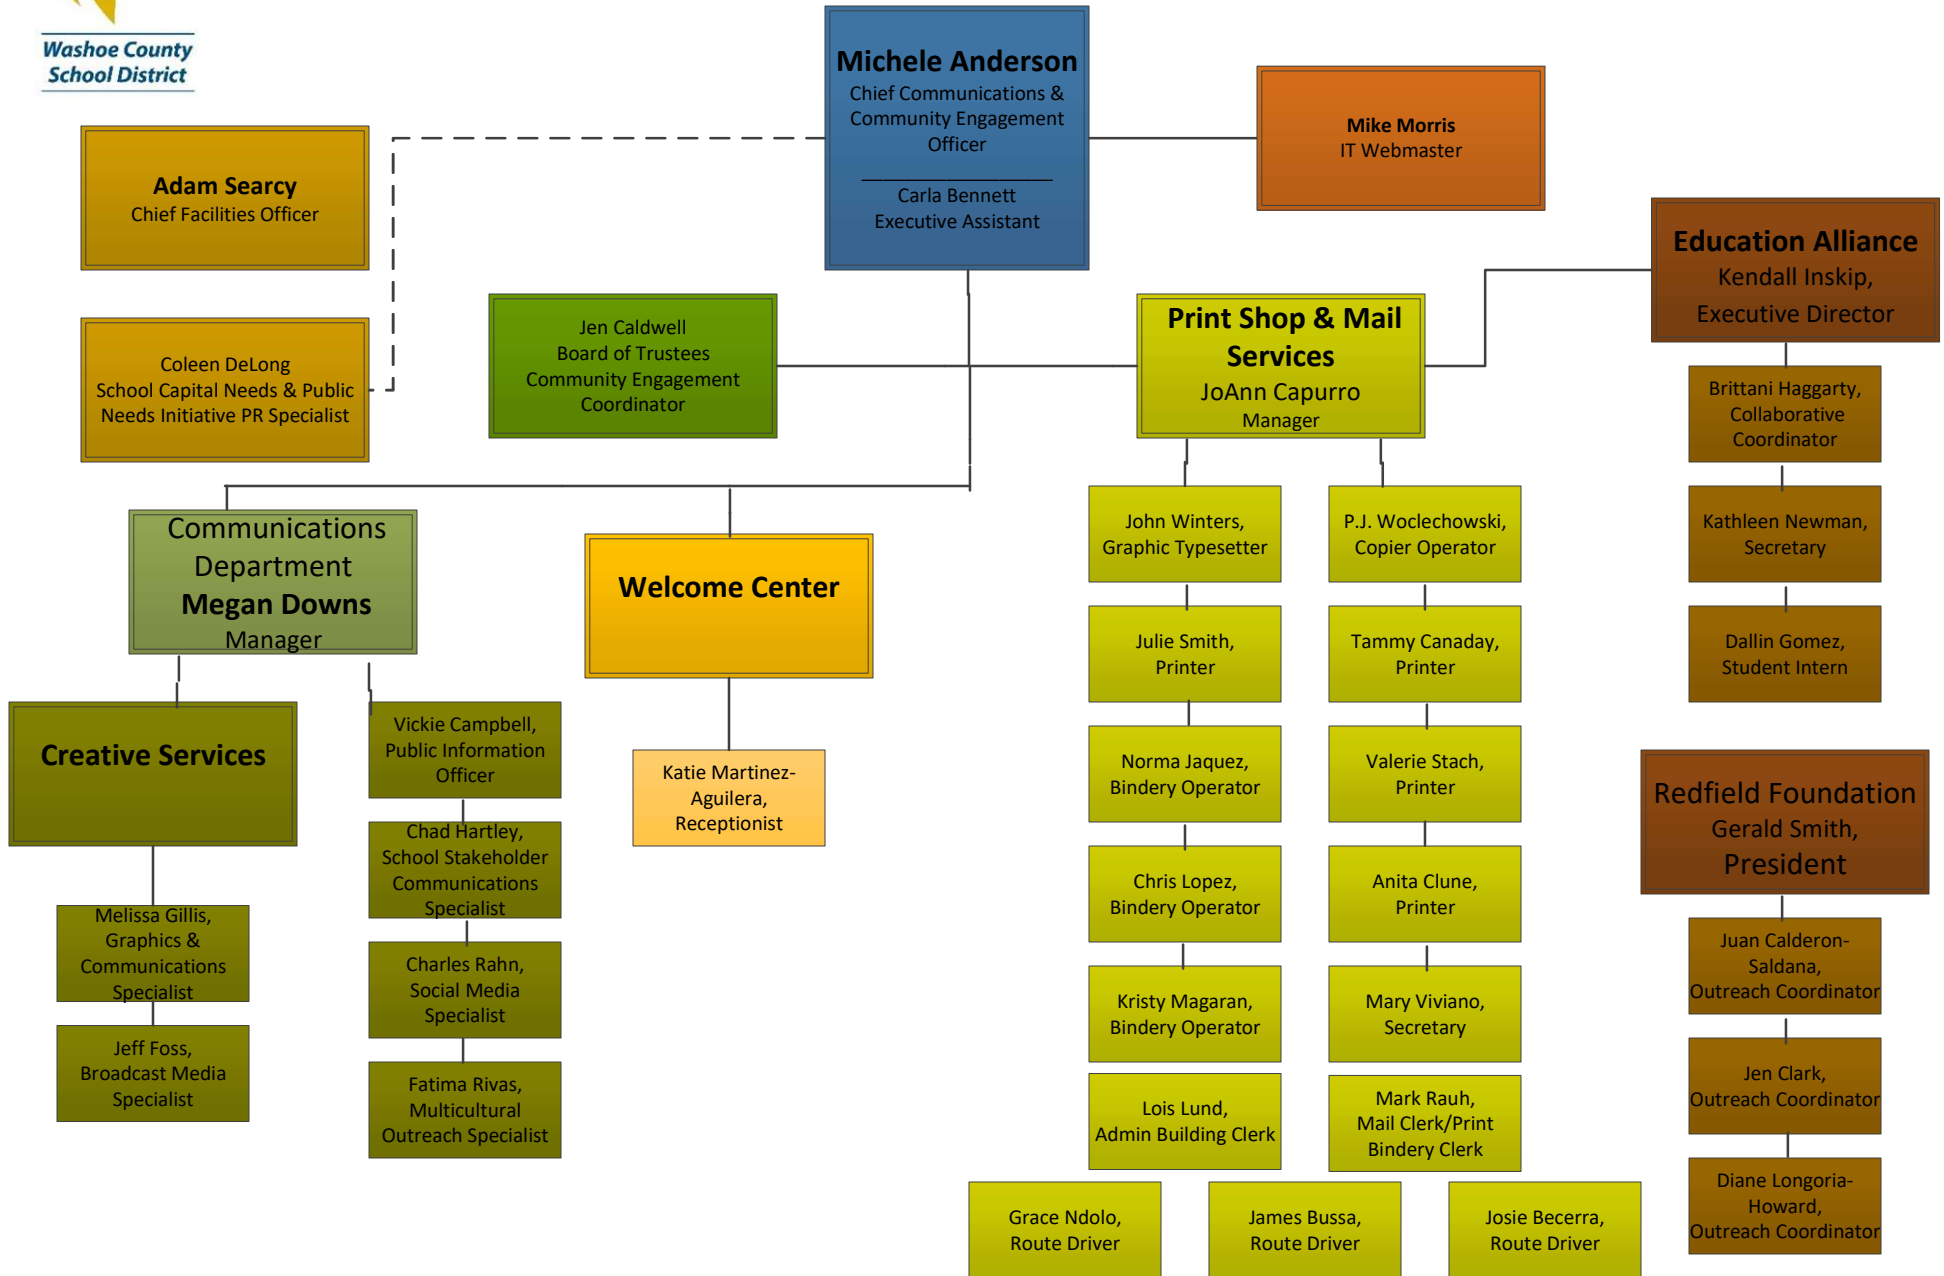 Washoe County
School District
Michele Anderson
Chief Communications &
Community Engagement
Officer
Carla Bennett
Executive Assistant
Mike Morris
IT Webmaster
Adam Searcy
Chief Facilities Officer
Coleen DeLong
School Capital Needs & Public
Needs Initiative PR Specialist
Jen Caldwell
Board of Trustees
Community Engagement
Coordinator
Print Shop & Mail
Services
JoAnn Capurro
Manager
Education Alliance
Kendall Inskip,
Executive Director
Brittani Haggarty,
Collaborative
Coordinator
Kathleen Newman,
Secretary
Dallin Gomez,
Student Intern
Communications
Department
Megan Downs
Manager
Welcome Center
Katie Martinez-
Aguilera,
Receptionist
Creative Services
Melissa Gillis,
Graphics &
Communications
Specialist
Jeff Foss,
Broadcast Media
Specialist
Vickie Campbell,
Public Information
Officer
Chad Hartley,
School Stakeholder
Communications
Specialist
Charles Rahn,
Social Media
Specialist
Fatima Rivas,
Multicultural
Outreach Specialist
John Winters,
Graphic Typesetter
Julie Smith,
Printer
Norma Jaquez,
Bindery Operator
Chris Lopez,
Bindery Operator
Kristy Magaran,
Bindery Operator
Lois Lund,
Admin Building Clerk
P.J. Woclechowski,
Copier Operator
Tammy Canaday,
Printer
Valerie Stach,
Printer
Anita Clune,
Printer
Mary Viviano,
Secretary
Mark Rauh,
Mail Clerk/Print
Bindery Clerk
Grace Ndolo,
Route Driver
James Bussa,
Route Driver
Josie Becerra,
Route Driver
Redfield Foundation
Gerald Smith,
President
Juan Calderon-
Saldana,
Outreach Coordinator
Jen Clark,
Outreach Coordinator
Diane Longoria-
Howard,
Outreach Coordinator